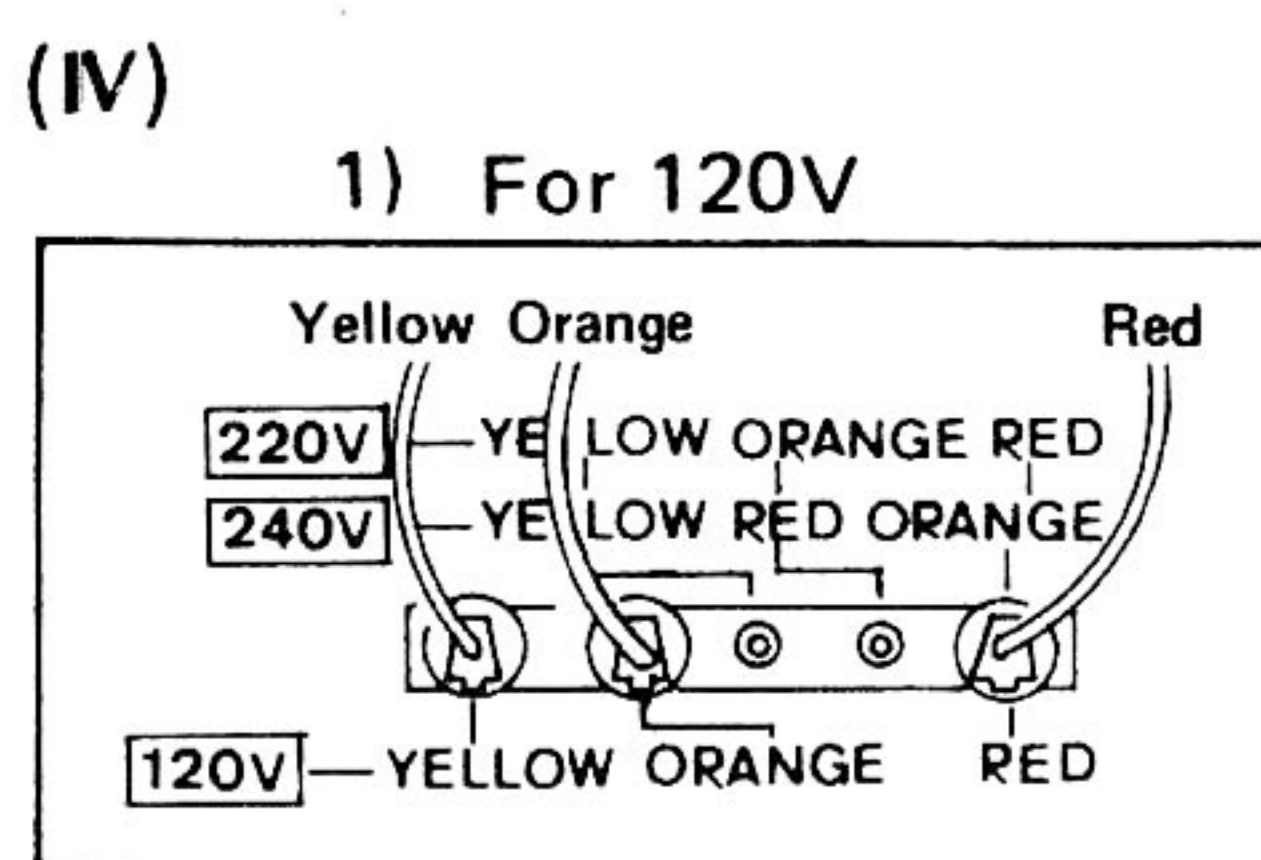 (IV)
1) For 120V
Yellow Orange Red
220V YELLOW ORANGE RED
240V YELLOW RED ORANGE
120V YELLOW ORANGE RED